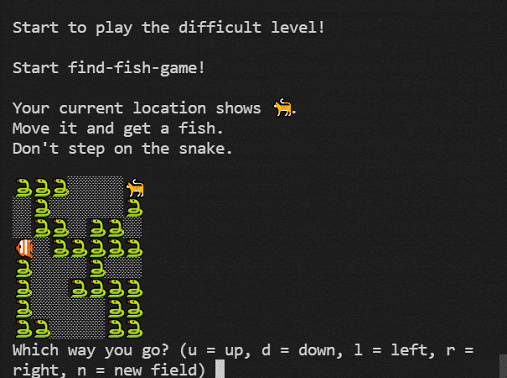 Start to play the difficult level!
Start find-fish-game!
Your current location shows 🐈.
Move it and get a fish.
Don't step on the snake.
Which way you go? (u = up, d = down, l = left, r =
right, n = new field)